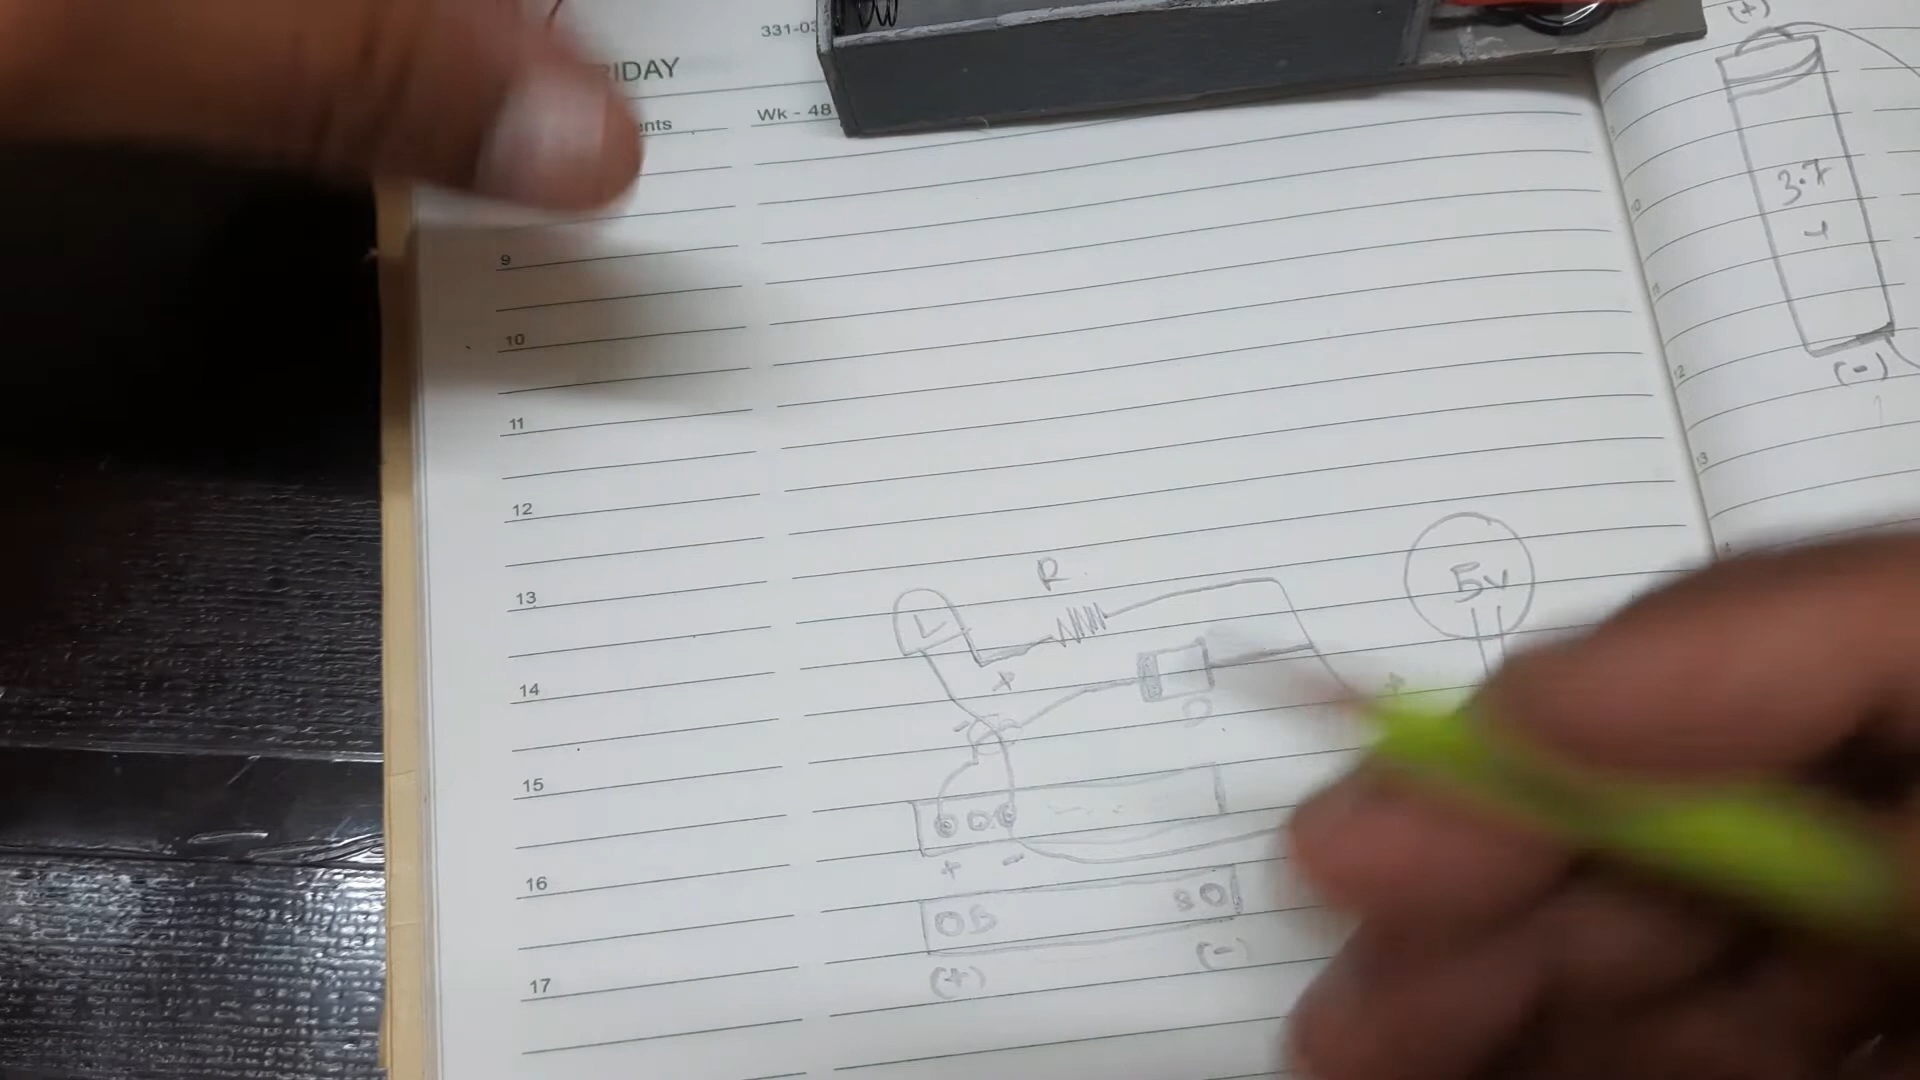 331-03
RIDAY
ents
Wk - 48
(+)
9
10
11
12
13
14
15
16
17
3.7
(-)
10
11
12
13
R
5v
L
+
-
D
+
-
OB
BO
(+)
(-)